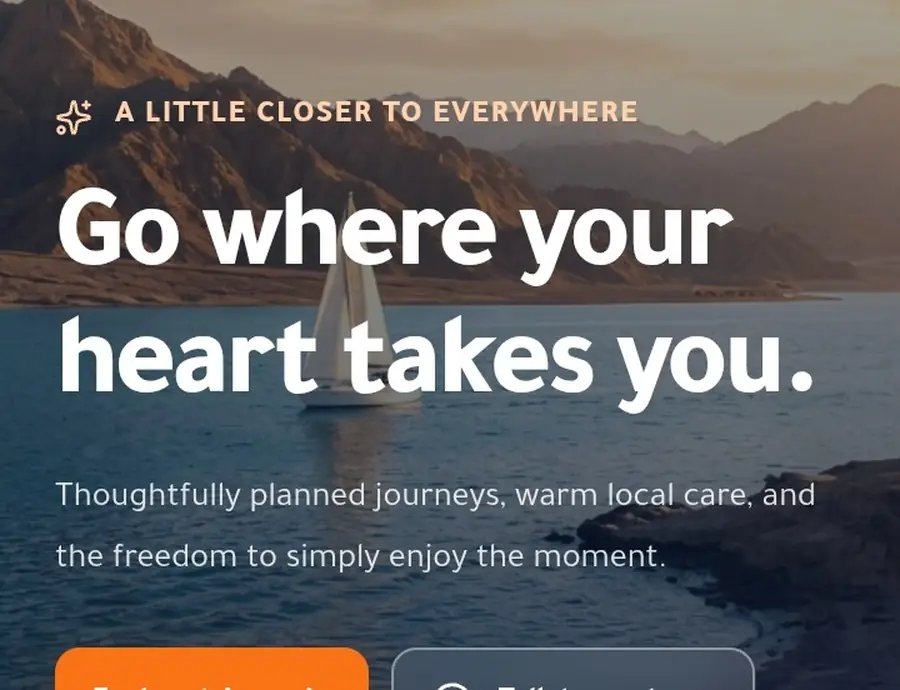 A LITTLE CLOSER TO EVERYWHERE
Go where your
heart takes you.
Thoughtfully planned journeys, warm local care, and
the freedom to simply enjoy the moment.